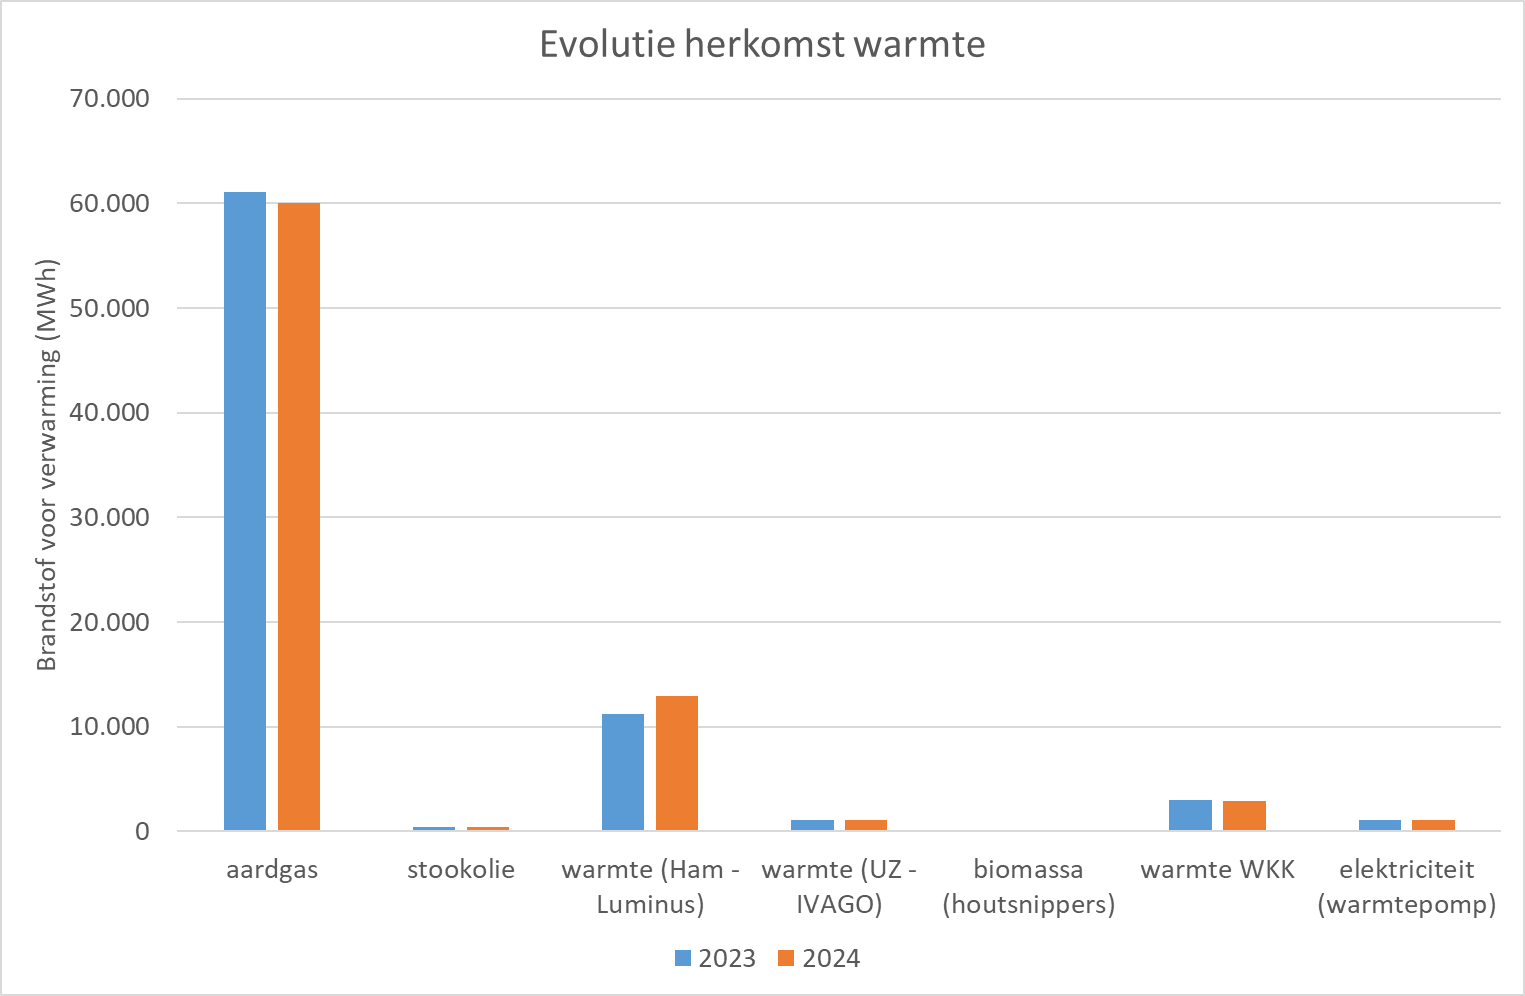 Evolutie herkomst warmte
Brandstof voor verwarming (MWh)
70.000
60.000
50.000
40.000
30.000
20.000
10.000
0
aardgas
stookolie
warmte (Ham -
Luminus)
warmte (UZ -
IVAGO)
biomassa
(houtsnippers)
warmte WKK
elektriciteit
(warmtepomp)
2023
2024